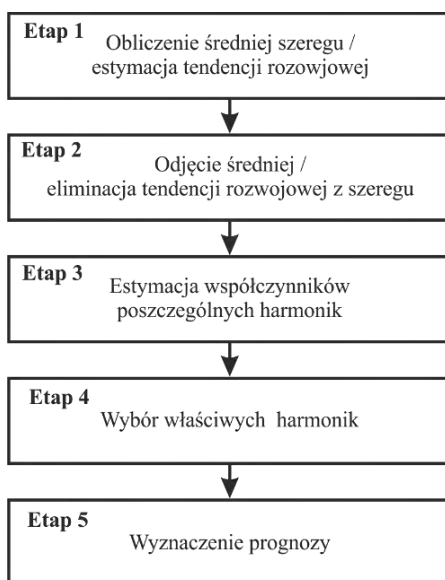 Etap 1
Obliczenie średniej szeregu /
estymacja tendencji rozowjowej
Etap 2
Odjęcie średniej /
eliminacja tendencji rozwojowej z szeregu
Etap 3
Estymacja współczynników
poszczególnych harmonik
Etap 4
Wybór właściwych harmonik
Etap 5
Wyznaczenie prognozy